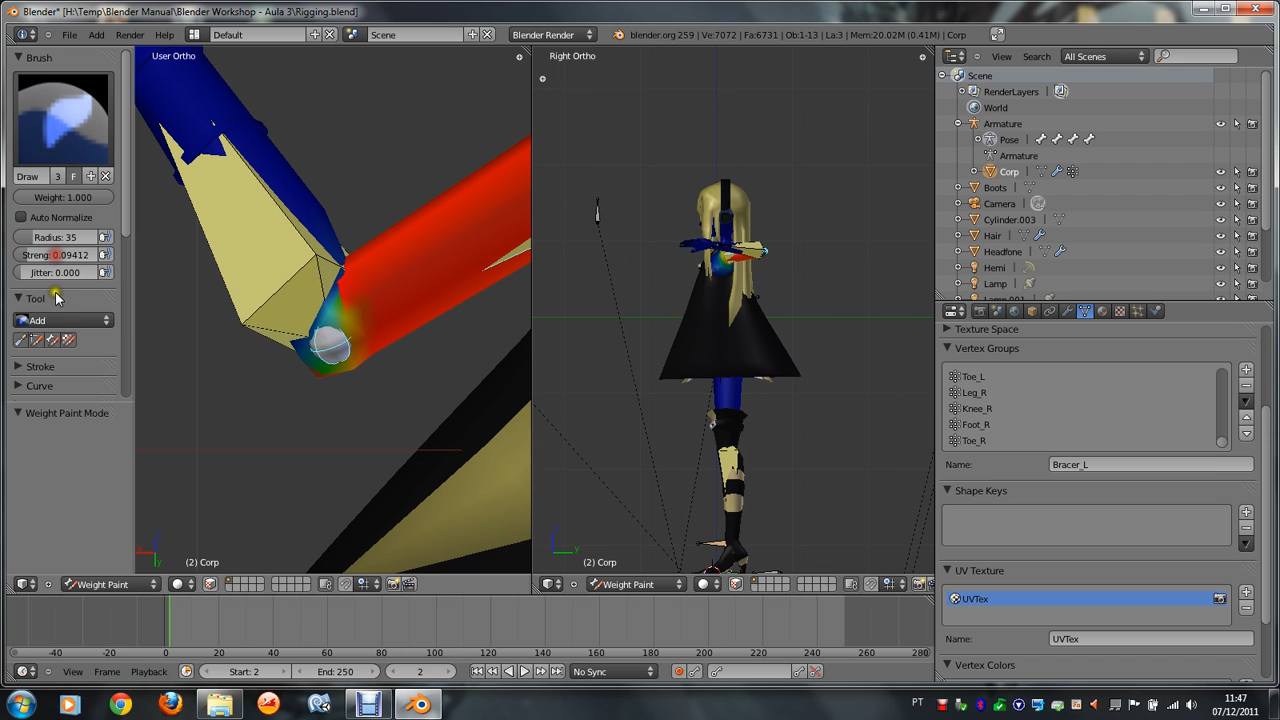 Blender* [H:\Temp\Blender Manual\Blender Workshop - Aula 3\Rigging.blend]
File Add Render Help Default Scene Blender Render blender.org 259 | Ve:7072 | Fa:6731 | Ob:1-13 | La:3 | Mem:20.02M (0.41M) | Corp
Brush
Draw 3 F
Weight: 1.000
Auto Normalize
Radius: 35
Streng: 0.09412
Jitter: 0.000
Tool
Add
Stroke
Curve
Weight Paint Mode
User Ortho
(2) Corp
Weight Paint
Right Ortho
(2) Corp
Weight Paint
View Search All Scenes
Scene
RenderLayers
World
Armature
Pose
Armature
Corp
Boots
Camera
Cylinder.003
Hair
Headfone
Hemi
Lamp
Lamp.001
Texture Space
Vertex Groups
Toe_L
Leg_R
Knee_R
Foot_R
Toe_R
Name: Bracer_L
Shape Keys
UV Texture
UVTex
Name: UVTex
Vertex Colors
-40 -20 0 20 40 60 80 100 120 140 160 180 200 220 240 260 280
View Frame Playback Start: 2 End: 250 2 No Sync
PT
11:47
07/12/2011